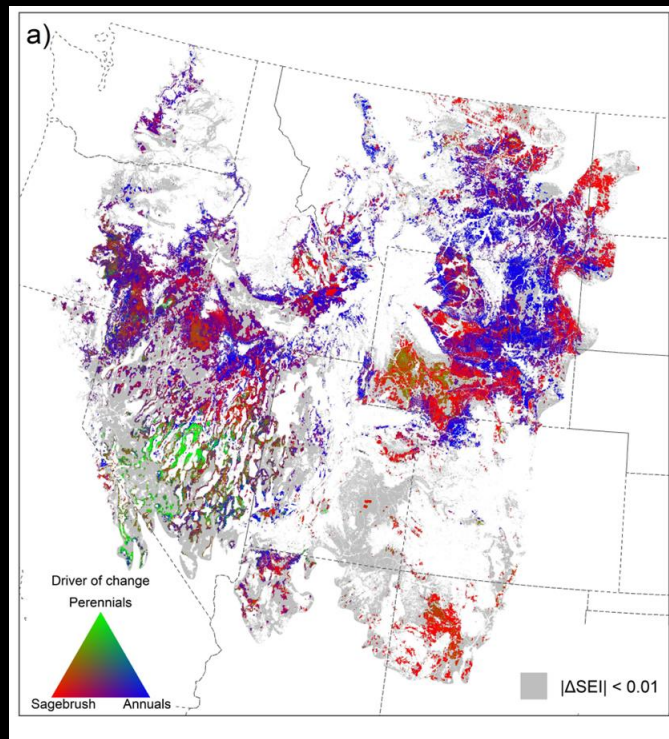 a)
Driver of change
Perennials
Sagebrush Annuals
|ΔSEI| < 0.01